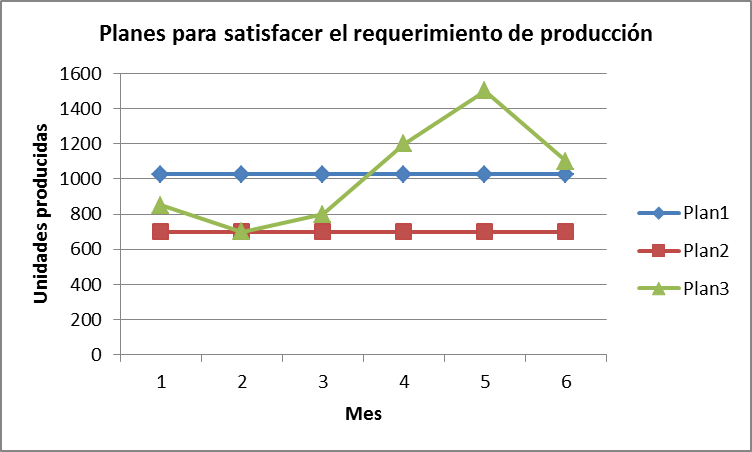 Planes para satisfacer el requerimiento de producción
Unidades producidas
1600
1400
1200
1000
800
600
400
200
0
1 2 3 4 5 6
Mes
Plan1
Plan2
Plan3